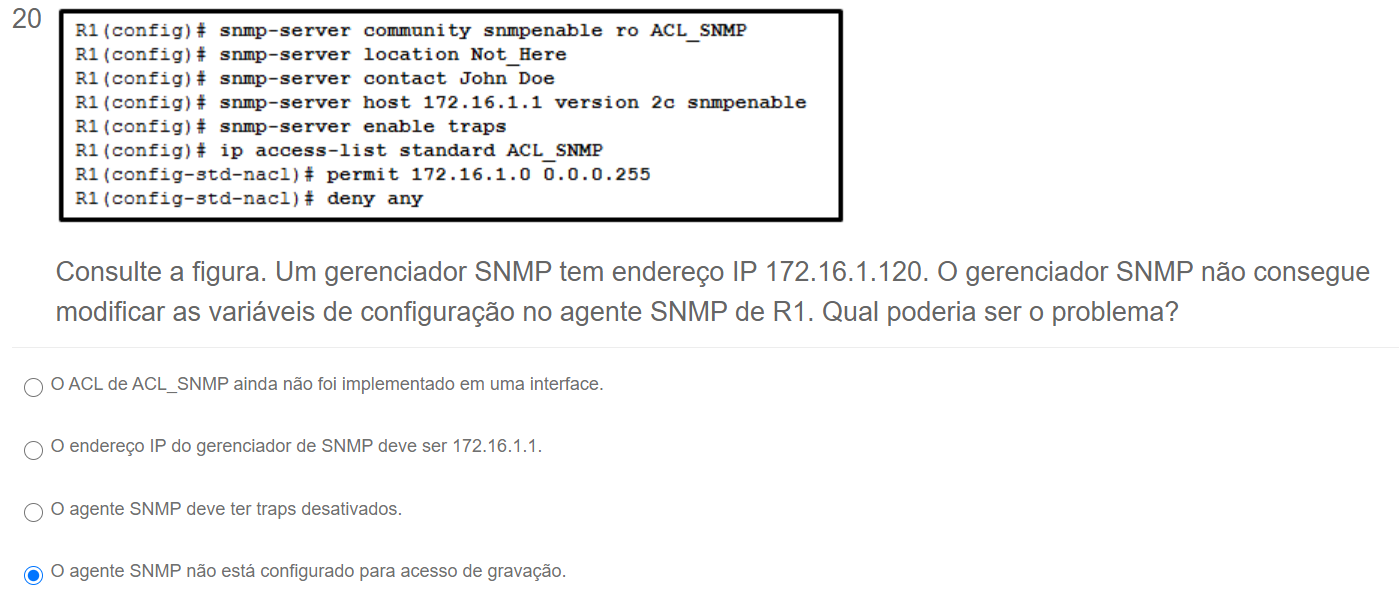 20
R1(config)# snmp-server community snmpenable ro ACL_SNMP
R1(config)# snmp-server location Not_Here
R1(config)# snmp-server contact John Doe
R1(config)# snmp-server host 172.16.1.1 version 2c snmpenable
R1(config)# snmp-server enable traps
R1(config)# ip access-list standard ACL_SNMP
R1(config-std-nacl)# permit 172.16.1.0 0.0.0.255
R1(config-std-nacl)# deny any
Consulte a figura. Um gerenciador SNMP tem endereço IP 172.16.1.120. O gerenciador SNMP não consegue
modificar as variáveis de configuração no agente SNMP de R1. Qual poderia ser o problema?
O ACL de ACL_SNMP ainda não foi implementado em uma interface.
O endereço IP do gerenciador de SNMP deve ser 172.16.1.1.
O agente SNMP deve ter traps desativados.
O agente SNMP não está configurado para acesso de gravação.